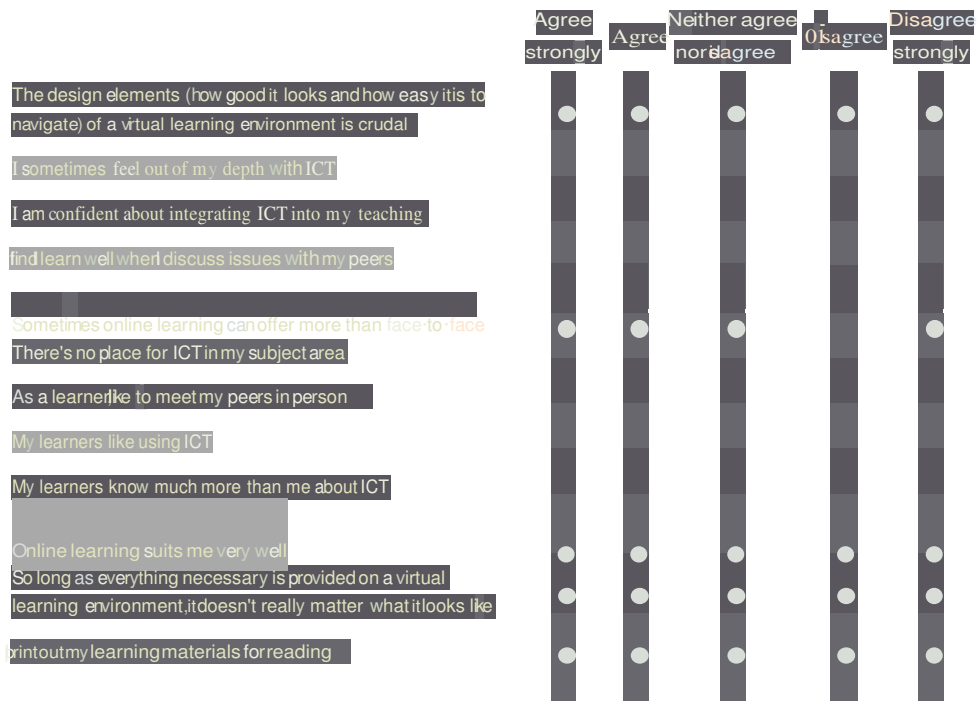 Agree strongly
Agree
Neither agree nor disagree
Disagree
Disagree strongly
The design elements (how good it looks and how easy it is to
navigate) of a virtual learning environment is crudal
I sometimes feel out of my depth with ICT
I am confident about integrating ICT into my teaching
find I learn well when I discuss issues with my peers
Sometimes online learning can offer more than face-to-face
There's no place for ICT in my subject area
As a learner, like to meet my peers in person
My learners like using ICT
My learners know much more than me about ICT
Online learning suits me very well
So long as everything necessary is provided on a virtual
learning environment, it doesn't really matter what it looks like
print out my learning materials for reading